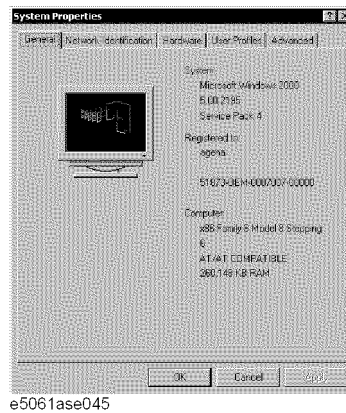 System Properties
General Network Identification Hardware User Profiles Advanced
System:
Microsoft Windows 2000
5.00.2195
Service Pack 4
Registered to:
agena
51873-OEM-0007007-00000
Computer:
x86 Family 6 Model 8 Stepping
6
AT/AT COMPATIBLE
260,148 KB RAM
OK Cancel Apply
e5061ase045